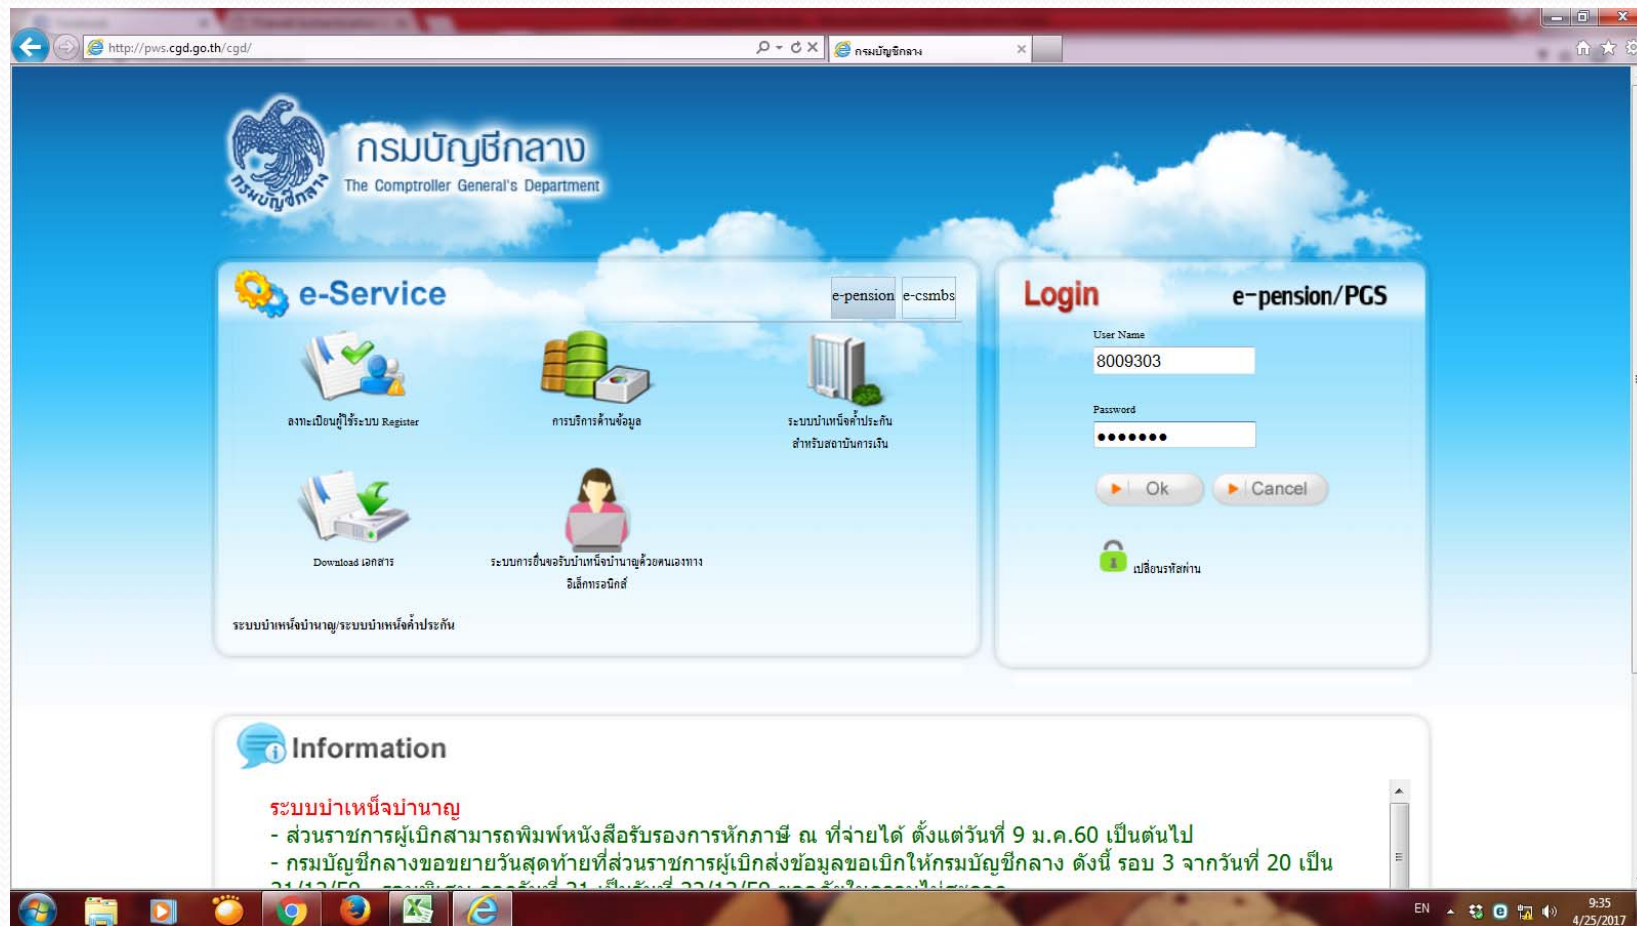 http://pws.cgd.go.th/cgd/
กรมบัญชีกลาง
กรมบัญชีกลาง
The Comptroller General's Department
กรมบัญชีกลาง
e-Service
e-pension e-csmbs
ลงทะเบียนผู้ใช้ระบบ Register
การบริการด้านข้อมูล
ระบบบำเหน็จค้ำประกัน
สำหรับสถาบันการเงิน
Download เอกสาร
ระบบการยื่นขอรับบำเหน็จบำนาญด้วยตนเองทาง
อิเล็กทรอนิกส์
ระบบบำเหน็จบำนาญ/ระบบบำเหน็จค้ำประกัน
Login e-pension/PGS
User Name
8009303
Password
●●●●●●●
Ok Cancel
เปลี่ยนรหัสผ่าน
Information
ระบบบำเหน็จบำนาญ
- ส่วนราชการผู้เบิกสามารถพิมพ์หนังสือรับรองการหักภาษี ณ ที่จ่ายได้ ตั้งแต่วันที่ 9 ม.ค.60 เป็นต้นไป
- กรมบัญชีกลางขอขยายวันสุดท้ายที่ส่วนราชการผู้เบิกส่งข้อมูลขอเบิกให้กรมบัญชีกลาง ดังนี้ รอบ 3 จากวันที่ 20 เป็น
EN
9:35
4/25/2017